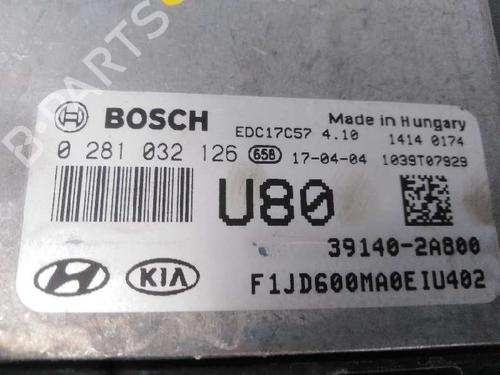 BOSCH
EDC17C57 4.10
Made in Hungary
1414 0174
0 281 032 126
658
17-04-04
1039T07929
U80
39140-2A800
KIA
F1JD600MA0EIU402
B-PARTS